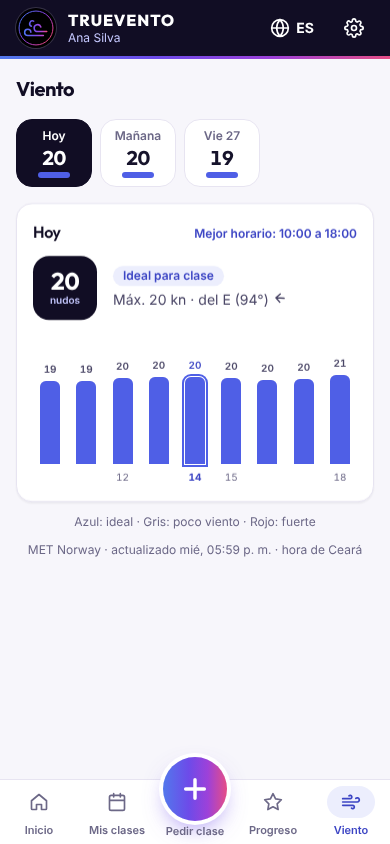 TRUEVENTO
Ana Silva
ES
Viento
Hoy
20
Mañana
20
Vie 27
19
Hoy
Mejor horario: 10:00 a 18:00
20
nudos
Ideal para clase
Máx. 20 kn · del E (94°) ←
19 19 20 20 20 20 20 20 21
12 14 15 18
Azul: ideal · Gris: poco viento · Rojo: fuerte
MET Norway · actualizado mié, 05:59 p. m. · hora de Ceará
Inicio
Mis clases
Pedir clase
Progreso
Viento